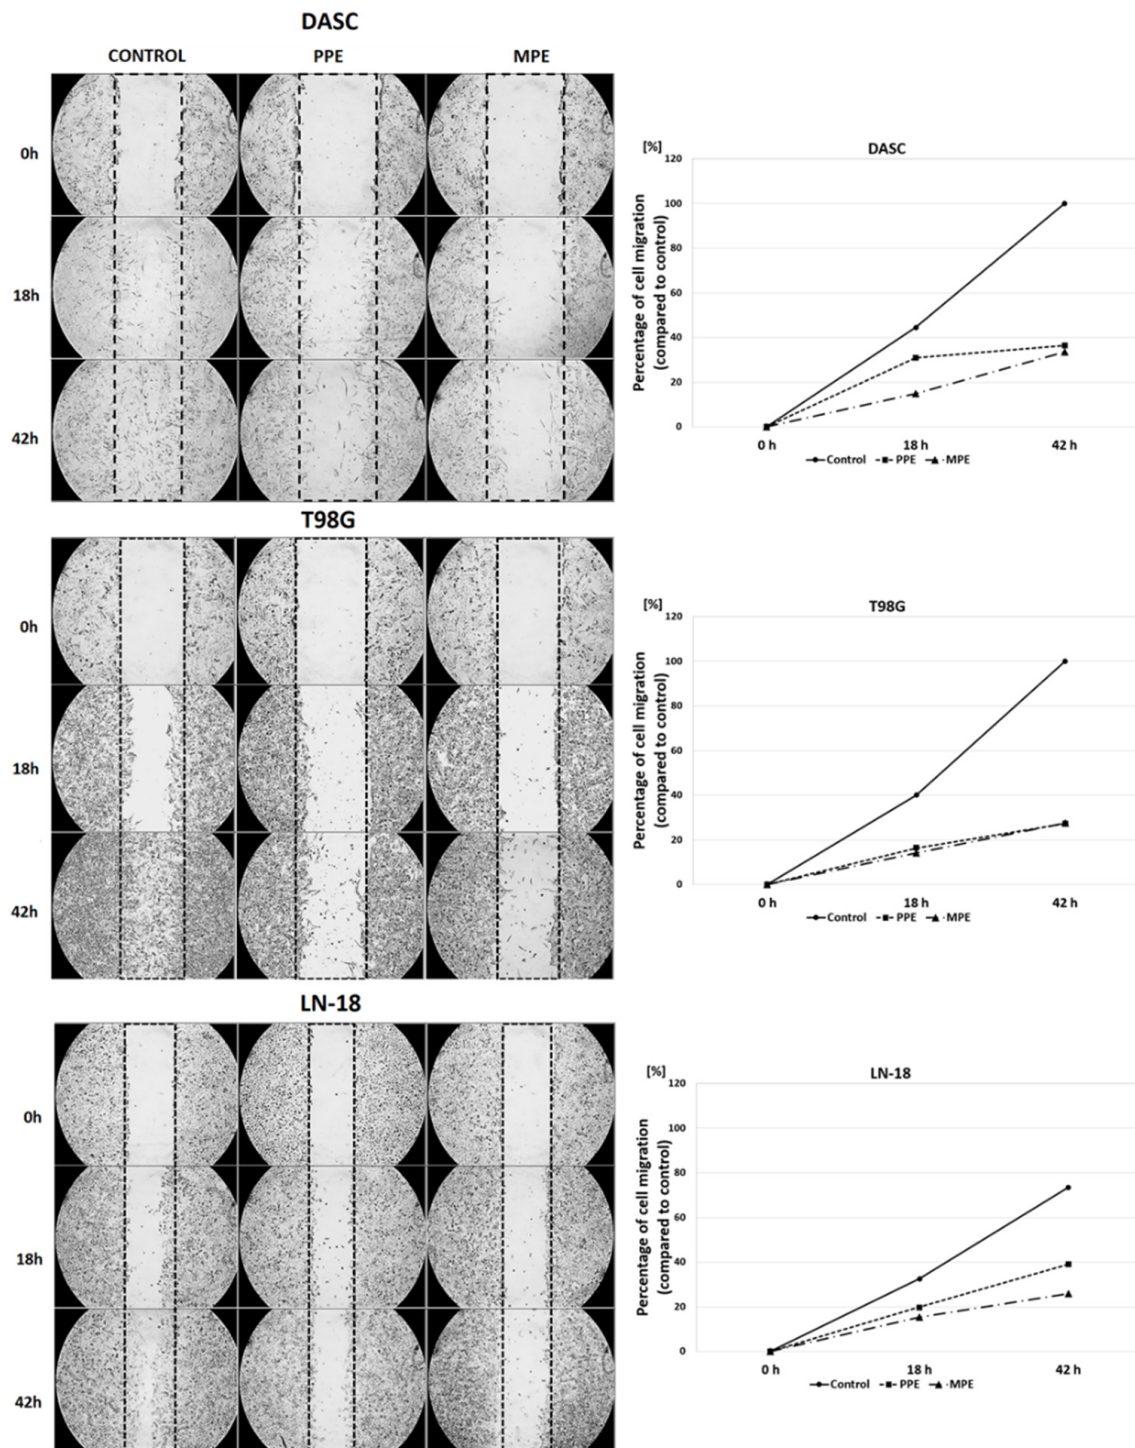 DASC
CONTROL PPE MPE
0h
18h
42h
[%] DASC
120
100
80
60
40
20
0
Percentage of cell migration
(compared to control)
0 h 18 h 42 h
Control PPE MPE
T98G
0h
18h
42h
[%] T98G
120
100
80
60
40
20
0
Percentage of cell migration
(compared to control)
0 h 18 h 42 h
Control PPE MPE
LN-18
0h
18h
42h
[%] LN-18
120
100
80
60
40
20
0
Percentage of cell migration
(compared to control)
0 h 18 h 42 h
Control PPE MPE